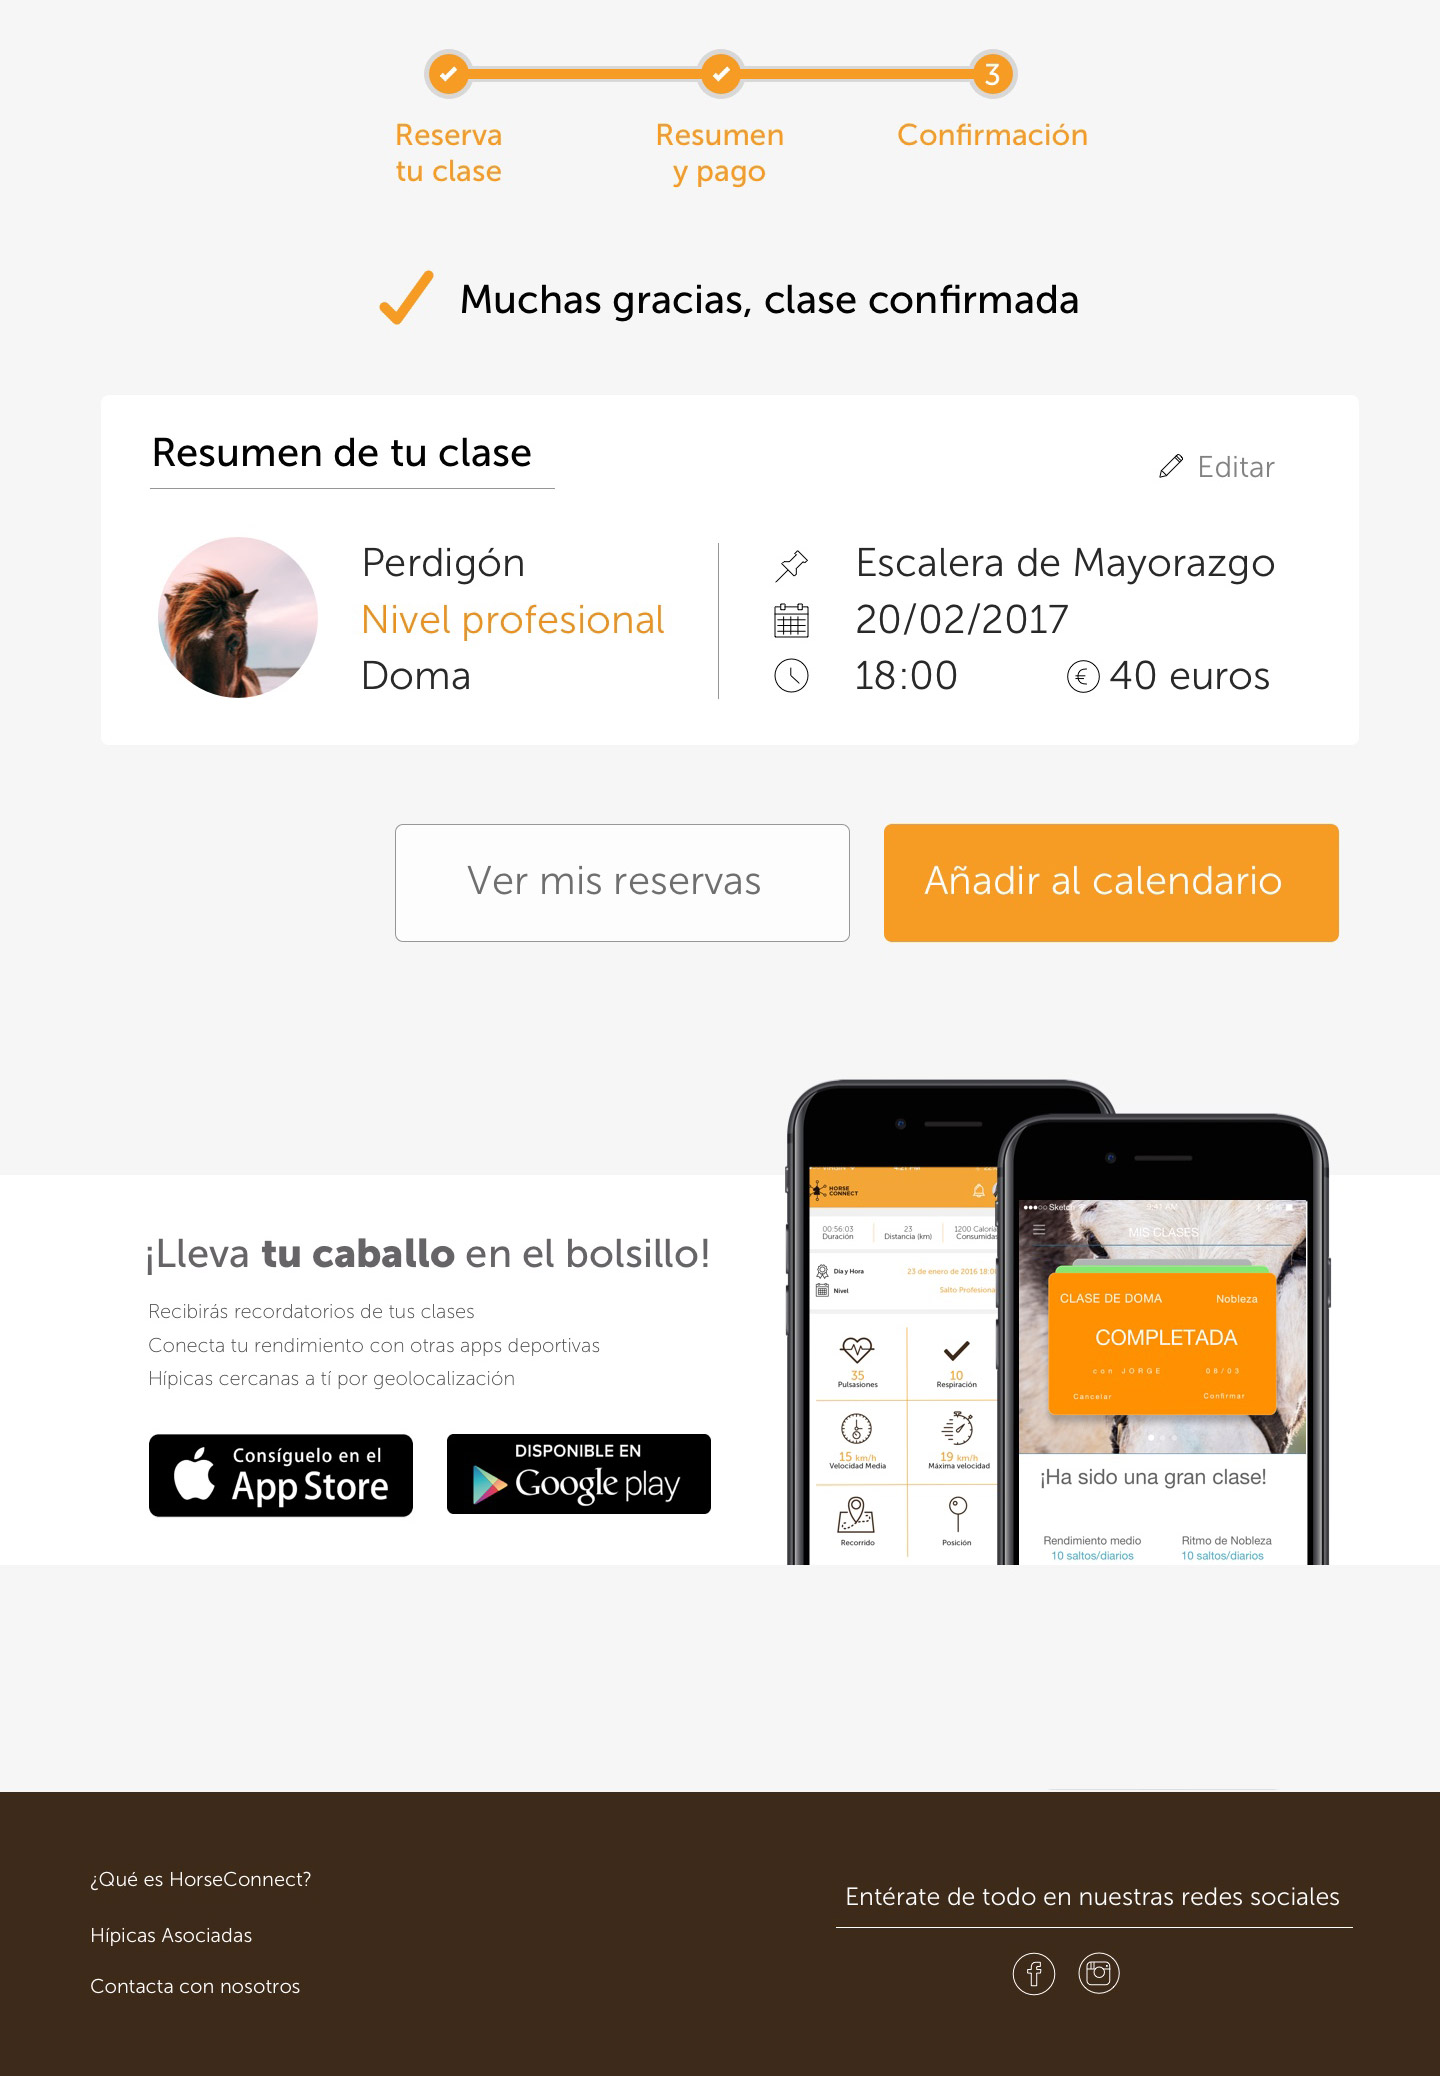 3
Reserva
tu clase
Resumen
y pago
Confirmación
Muchas gracias, clase confirmada
Resumen de tu clase
Editar
Perdigón
Nivel profesional
Doma
Escalera de Mayorazgo
20/02/2017
18:00
€ 40 euros
Ver mis reservas
Añadir al calendario
¡Lleva tu caballo en el bolsillo!
Recibirás recordatorios de tus clases
Conecta tu rendimiento con otras apps deportivas
Hípicas cercanas a tí por geolocalización
Consíguelo en el
App Store
DISPONIBLE EN
Google play
HORSE
CONNECT
00:56:03
Duración
23
Distancia (km)
1200 Caloría
Consumidas
Día y Hora
23 de enero de 2016 18:00
Nivel
Salto Profesional
35
Pulsasiones
10
Respiración
15 km/h
Velocidad Media
19 km/h
Máxima velocidad
Recorrido
Posición
Sketch
9:41 AM
MIS CLASES
CLASE DE DOMA
Nobleza
COMPLETADA
con JORGE
08/03
Cancelar
Confirmar
¡Ha sido una gran clase!
Rendimiento medio
10 saltos/diarios
Ritmo de Nobleza
10 saltos/diarios
¿Qué es HorseConnect?
Hípicas Asociadas
Contacta con nosotros
Entérate de todo en nuestras redes sociales